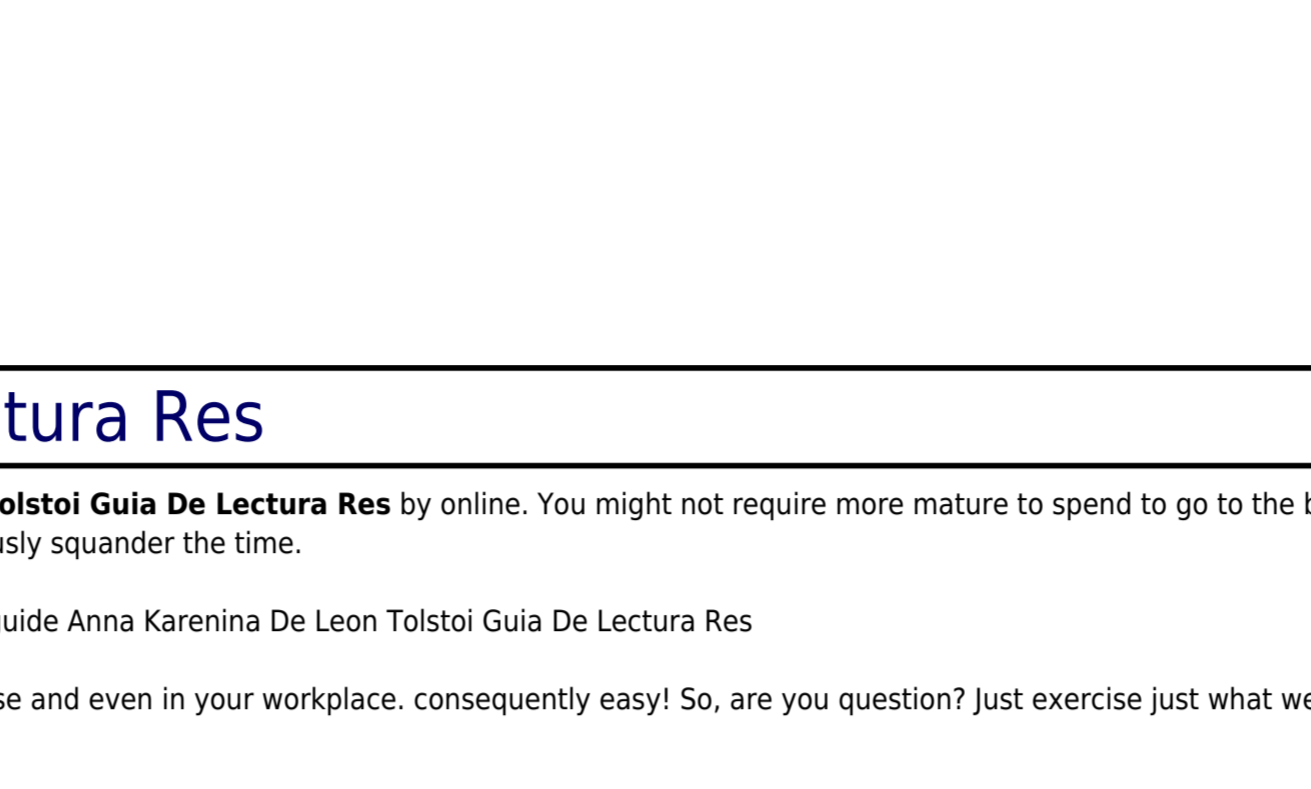 tura Res
olstoi Guia De Lectura Res by online. You might not require more mature to spend to go to the
usly squander the time.
uide Anna Karenina De Leon Tolstoi Guia De Lectura Res
se and even in your workplace. consequently easy! So, are you question? Just exercise just what we